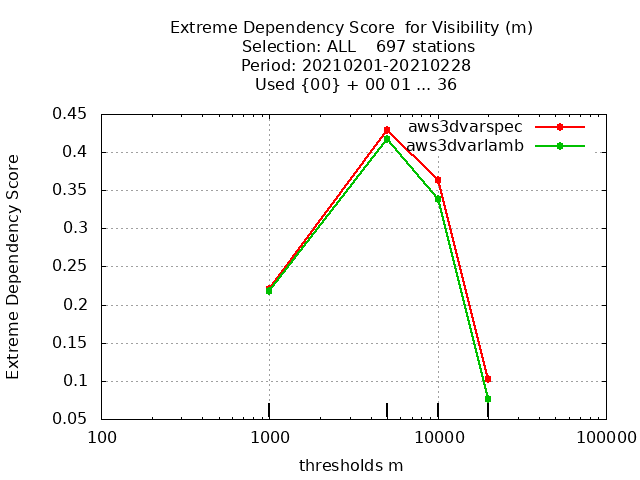 Extreme Dependency Score  for Visibility (m)
Selection: ALL    697 stations
Period: 20210201-20210228
Used {00} + 00 01 ... 36
0.45
0.4
0.35
0.3
0.25
0.2
0.15
0.1
0.05
Extreme Dependency Score
aws3dvarspec
aws3dvarlamb
100
1000
10000
100000
thresholds m